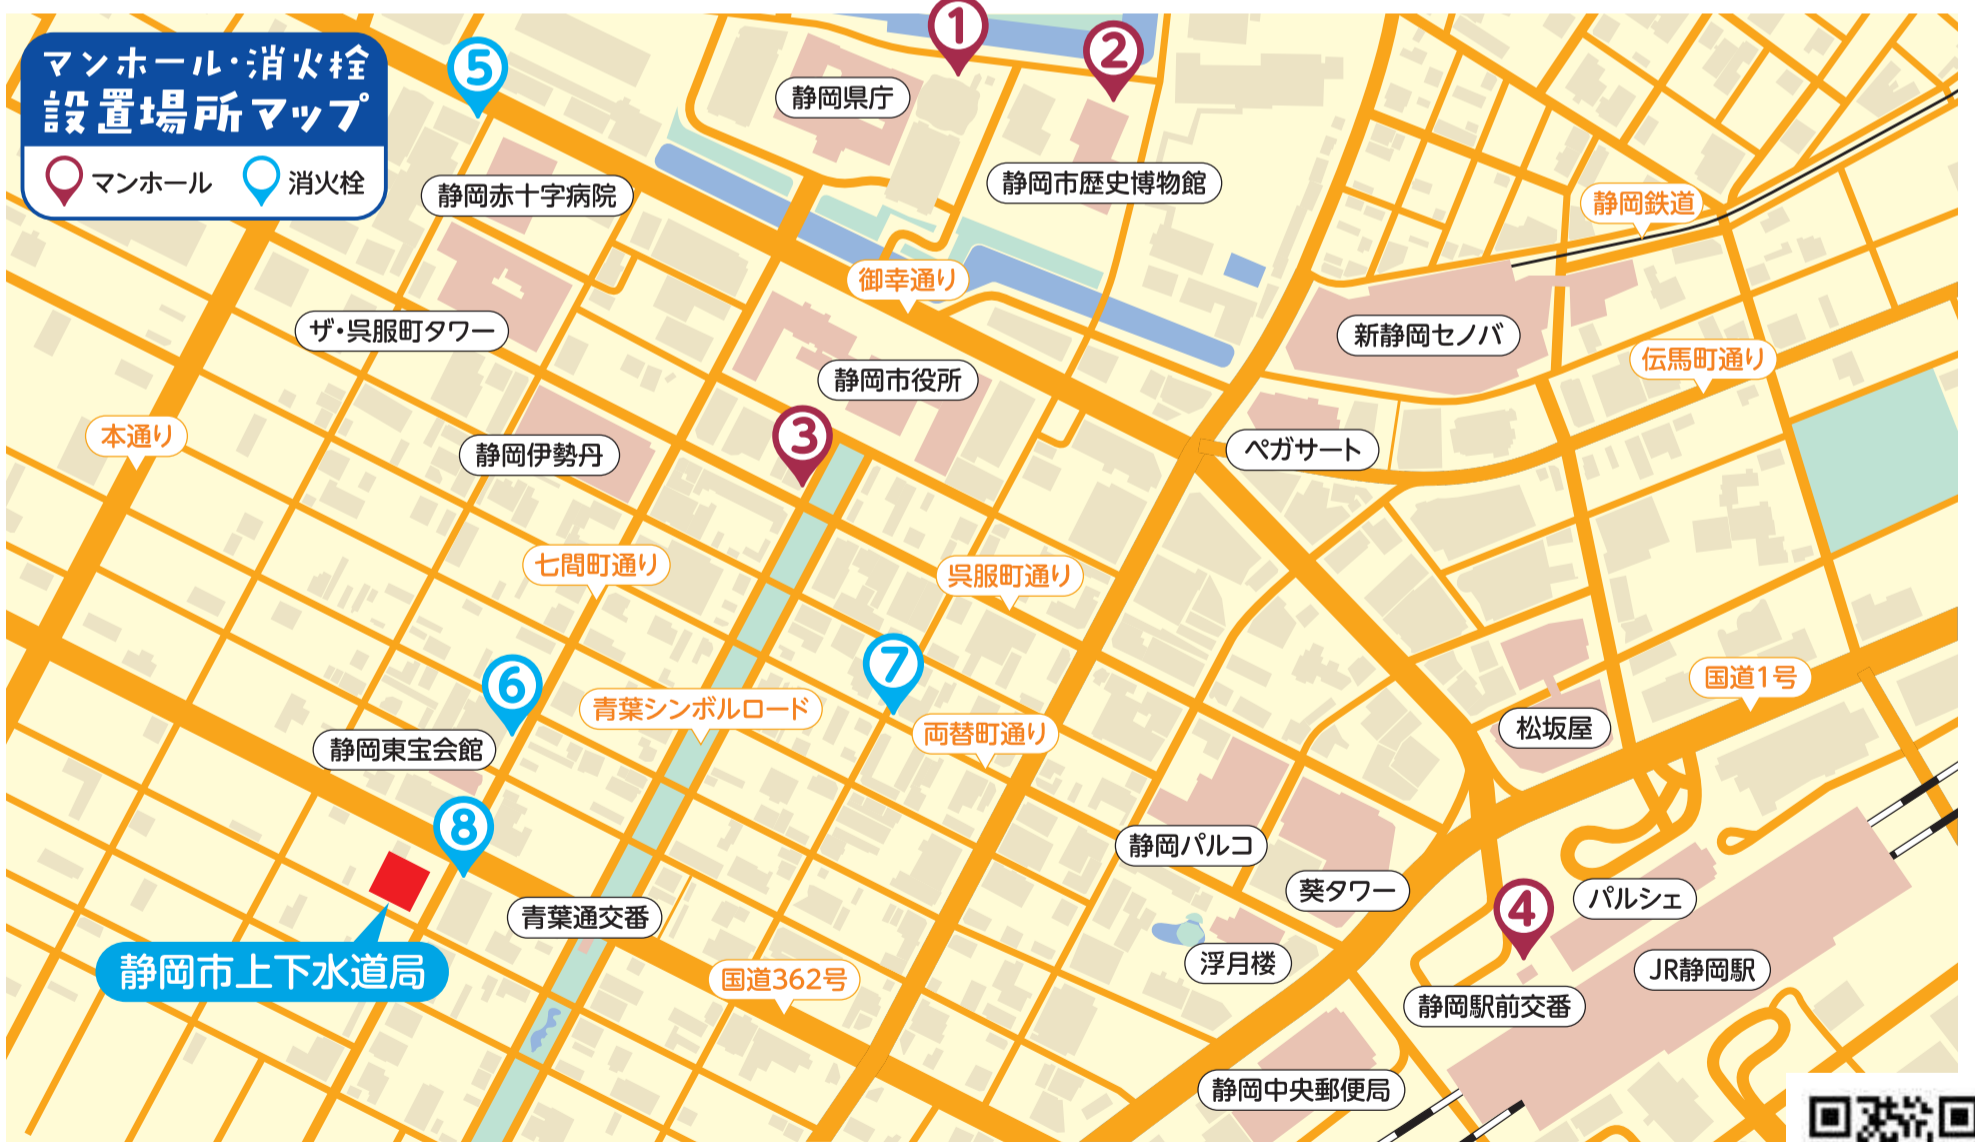 マンホール・消火栓
設置場所マップ
マンホール 消火栓
1
2
5
静岡県庁
静岡市歴史博物館
静岡赤十字病院
静岡鉄道
御幸通り
ザ・呉服町タワー
新静岡セノバ
伝馬町通り
静岡市役所
本通り
3
静岡伊勢丹
ペガサート
七間町通り
呉服町通り
6
7
青葉シンボルロード
国道1号
両替町通り
松坂屋
静岡東宝会館
8
静岡パルコ
葵タワー
パルシェ
4
青葉通交番
静岡市上下水道局
浮月楼
JR静岡駅
国道362号
静岡駅前交番
静岡中央郵便局